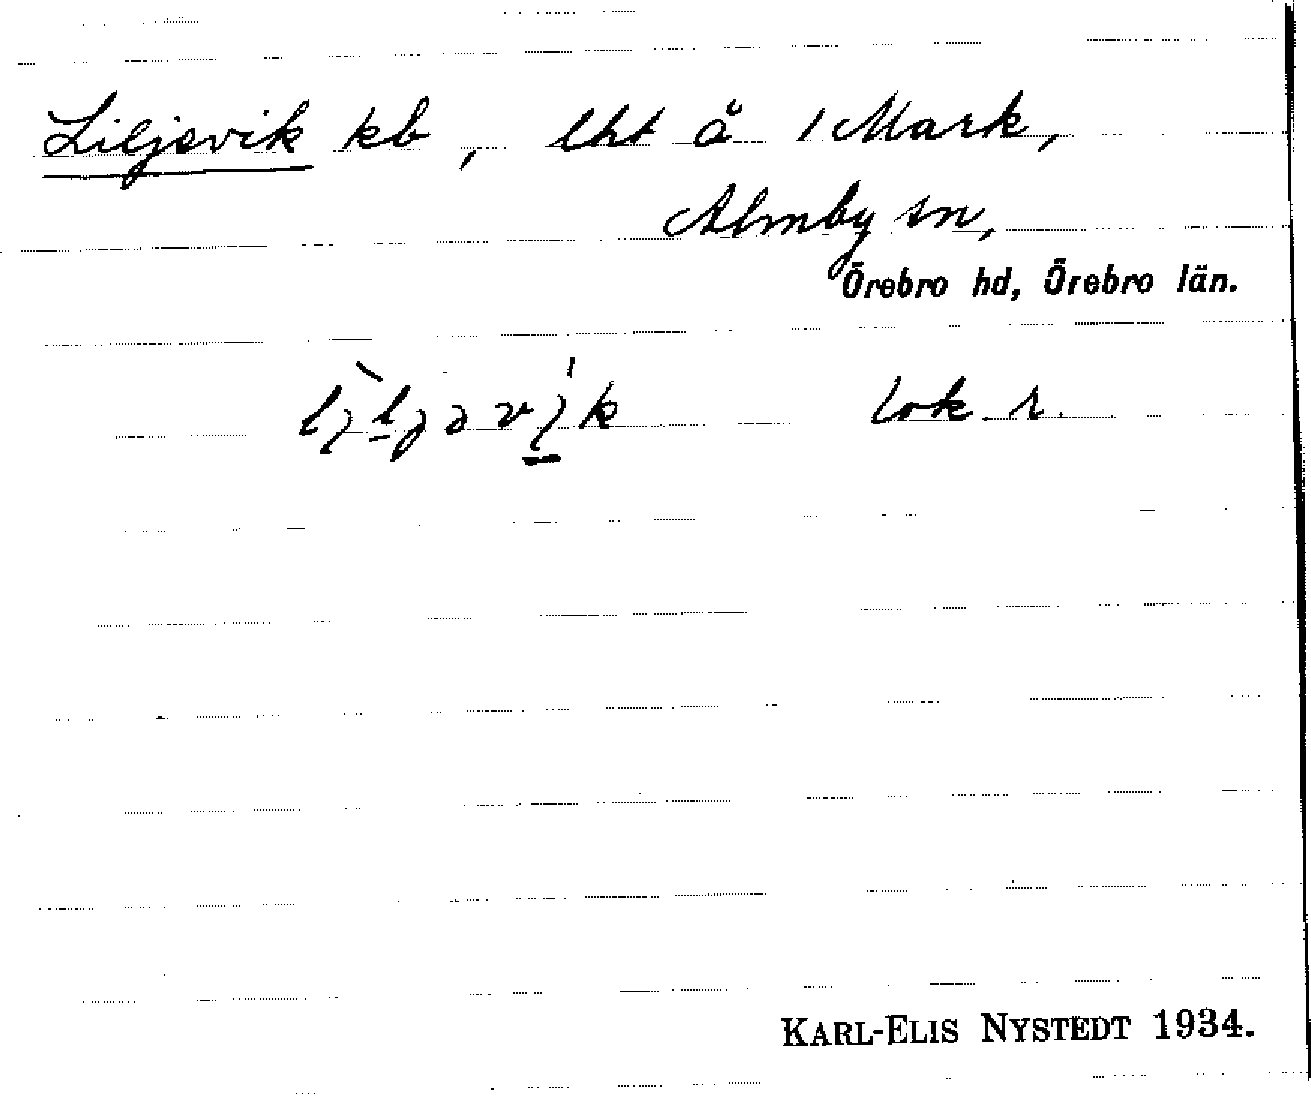 Liljevik kb, lht å 1 Mark,
Almby sn,
Örebro hd, Örebro län.
lok r.
KARL-ELIS NYSTEDT 1934.